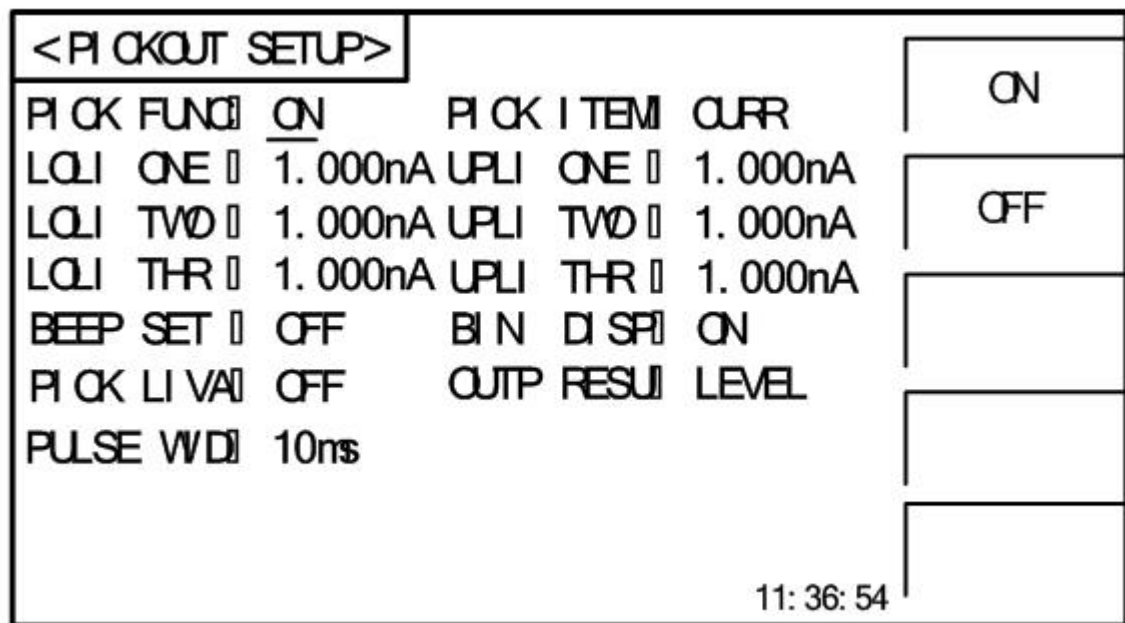 <PICKOUT SETUP>
PICK FUNC: ON PICK ITEM: CURR
LOLI ONE : 1.000nA UPLI ONE : 1.000nA
LOLI TWO : 1.000nA UPLI TWO : 1.000nA
LOLI THR : 1.000nA UPLI THR : 1.000nA
BEEP SET : OFF BIN DISP: ON
PICK LIVA: OFF OUTP RESU: LEVEL
PULSE WID: 10ms
11:36:54
ON
OFF